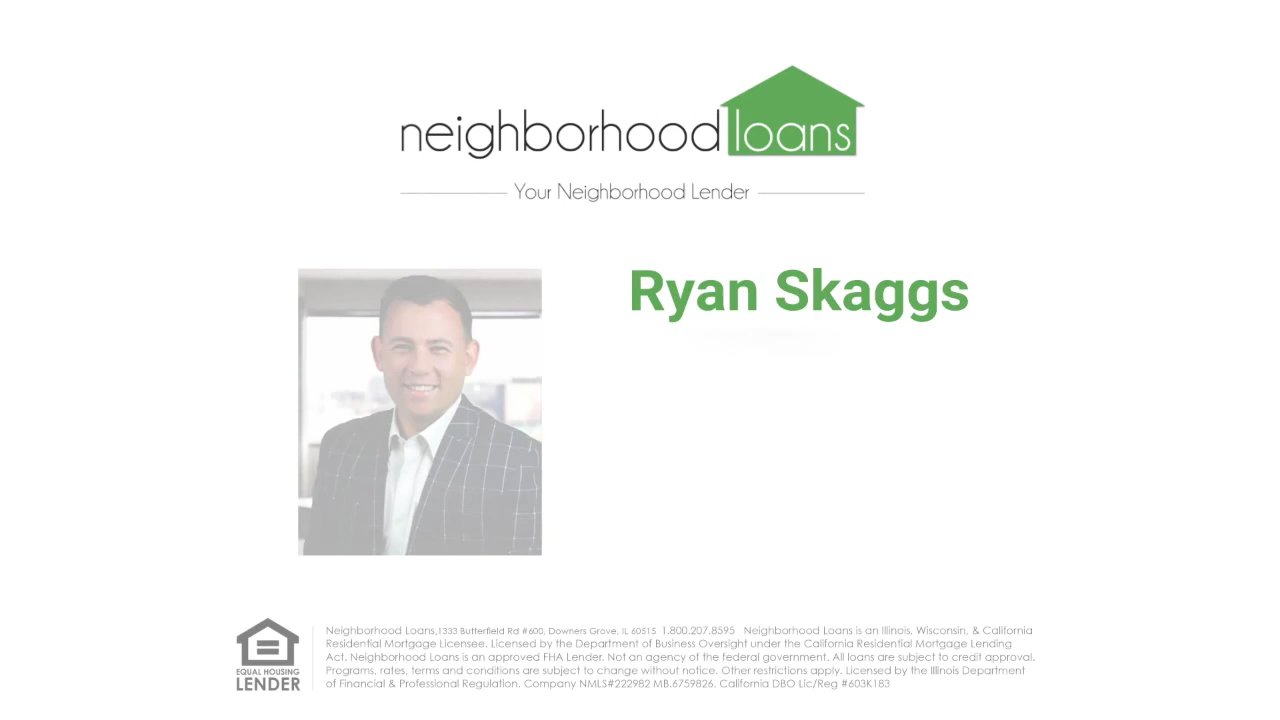 neighborhood loans
Your Neighborhood Lender
Ryan Skaggs
Neighborhood Loans,1333 Butterfield Rd #600, Downers Grove, IL 60515 1.800.207.8595 Neighborhood Loans is an Illinois, Wisconsin, & California
Residential Mortgage Licensee. Licensed by the Department of Business Oversight under the California Residential Mortgage Lending
Act. Neighborhood Loans is an approved FHA Lender. Not an agency of the federal government. All loans are subject to credit approval.
Programs, rates, terms and conditions are subject to change without notice. Other restrictions apply. Licensed by the Illinois Department
of Financial & Professional Regulation. Company NMLS#222982 MB.6759826. California DBO Lic/Reg #603K183
EQUAL HOUSING
LENDER